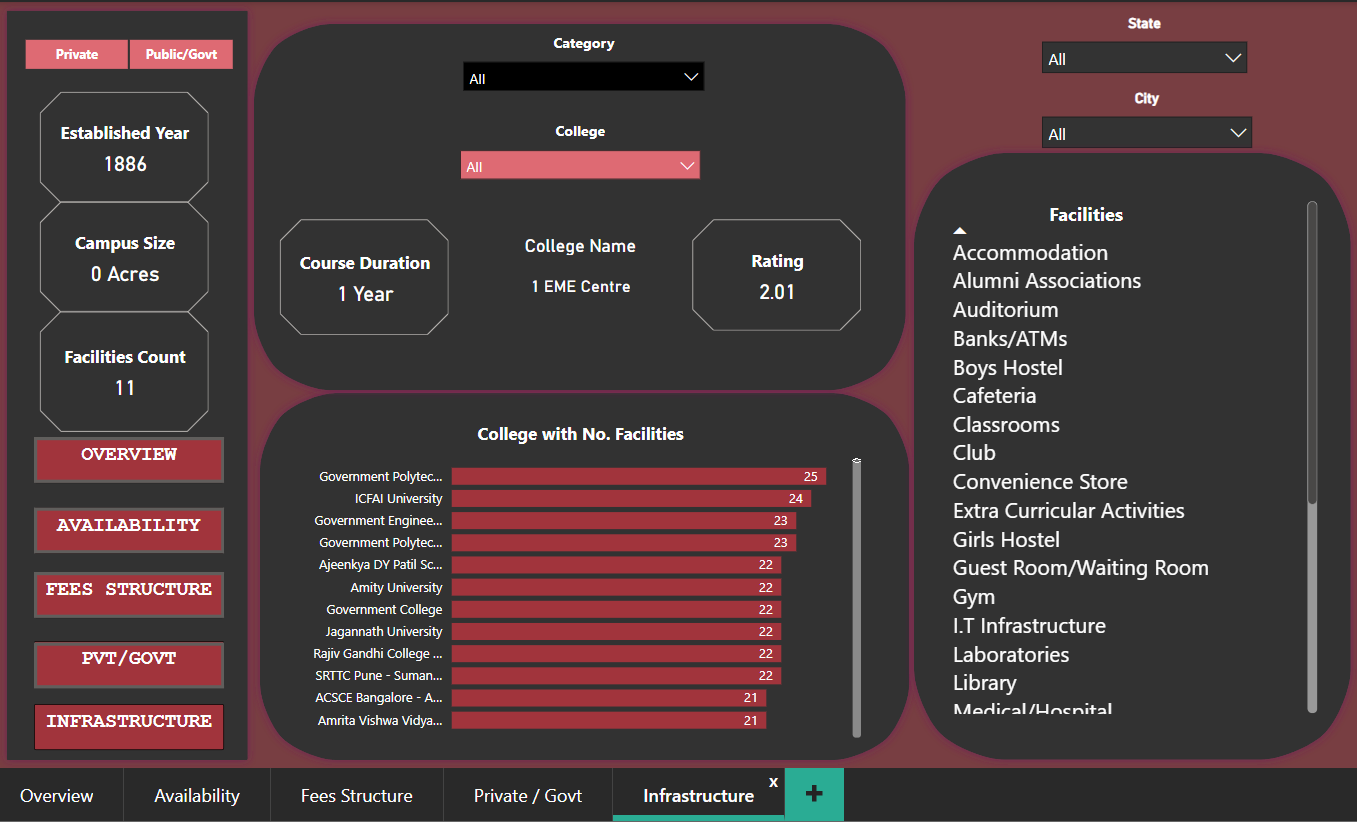 Private
Public/Govt
Established Year
1886
Campus Size
0 Acres
Facilities Count
11
OVERVIEW
AVAILABILITY
FEES STRUCTURE
PVT/GOVT
INFRASTRUCTURE
Category
All
College
All
Course Duration
1 Year
College Name
1 EME Centre
Rating
2.01
College with No. Facilities
Government Polytec... 25
ICFAI University 24
Government Enginee... 23
Government Polytec... 23
Ajeenkya DY Patil Sc... 22
Amity University 22
Government College 22
Jagannath University 22
Rajiv Gandhi College ... 22
SRTTC Pune - Suman... 22
ACSCE Bangalore - A... 21
Amrita Vishwa Vidya... 21
State
All
City
All
Facilities
Accommodation
Alumni Associations
Auditorium
Banks/ATMs
Boys Hostel
Cafeteria
Classrooms
Club
Convenience Store
Extra Curricular Activities
Girls Hostel
Guest Room/Waiting Room
Gym
I.T Infrastructure
Laboratories
Library
Medical/Hospital
Overview
Availability
Fees Structure
Private / Govt
Infrastructure
x
+